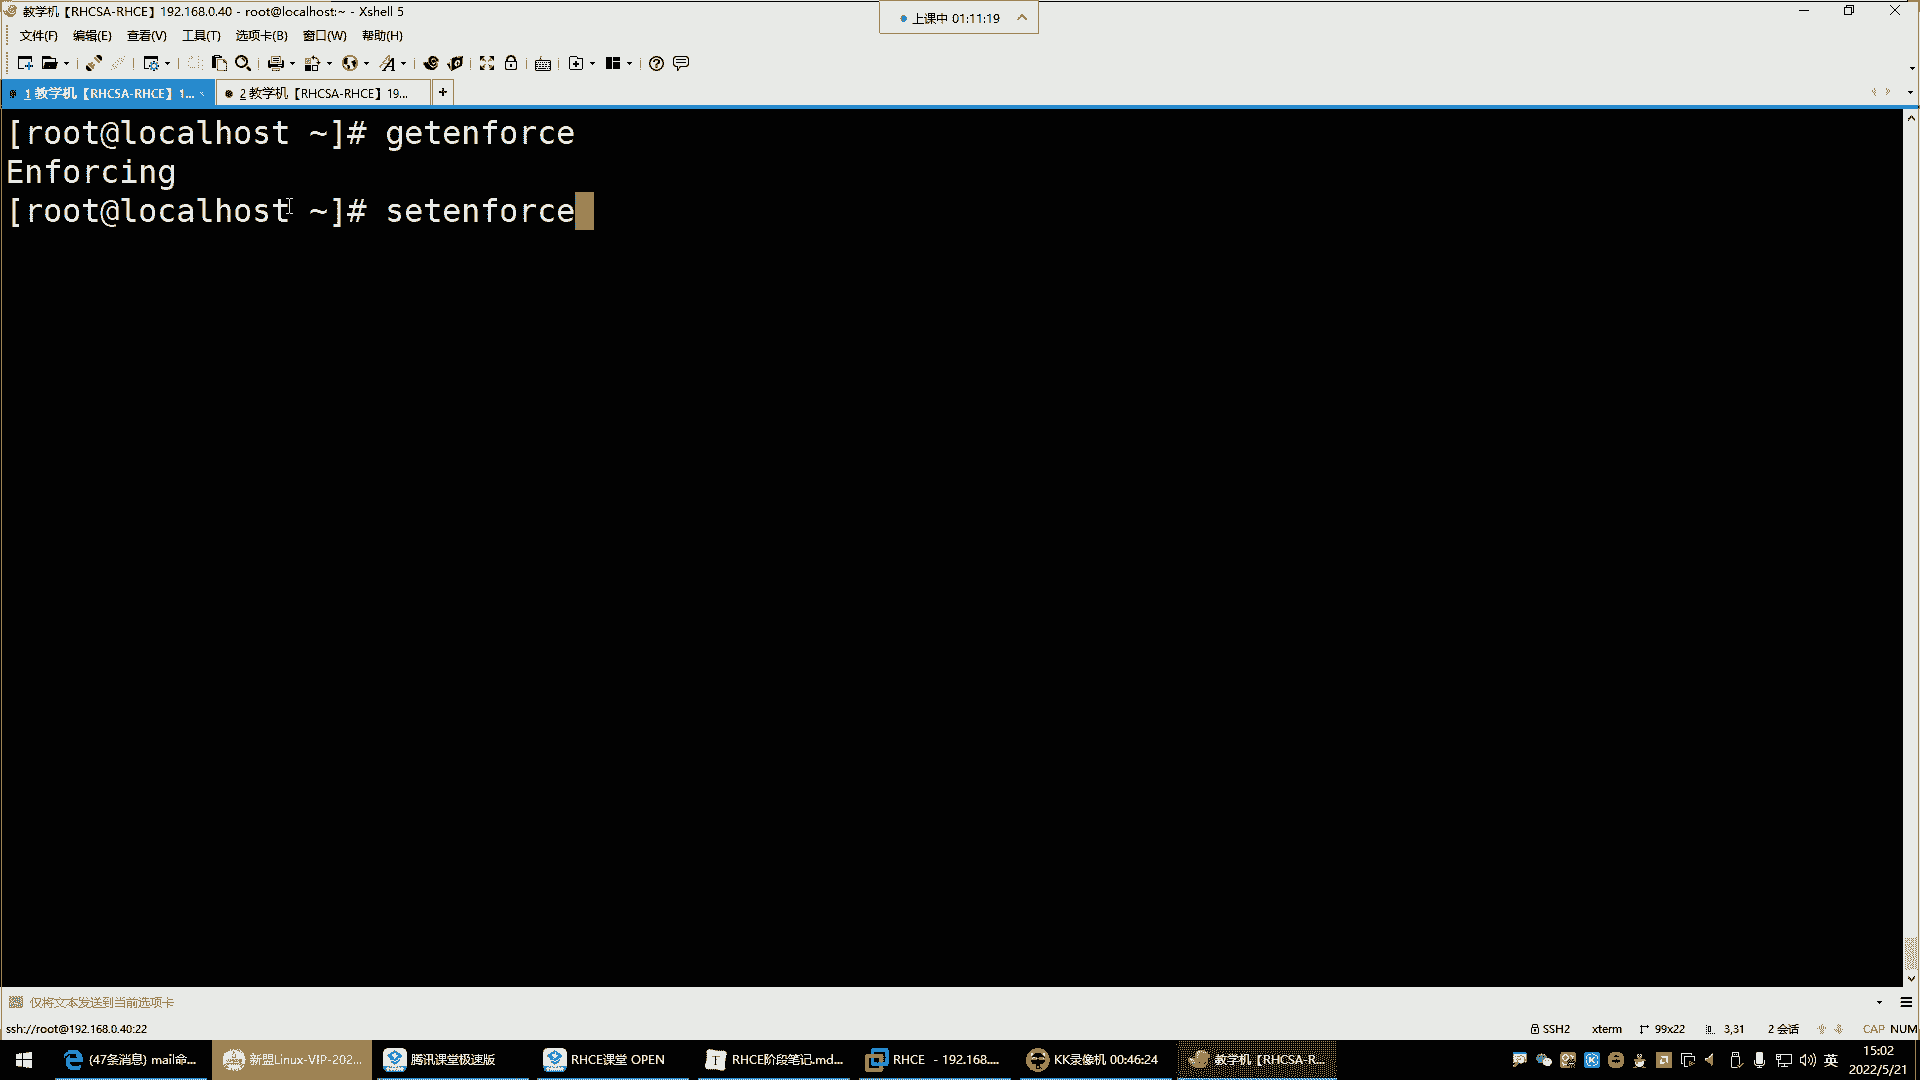 教学机【RHCSA-RHCE】192.168.0.40 - root@localhost:~ - Xshell 5
上课中 01:11:19
文件(F) 编辑(E) 查看(V) 工具(T) 选项卡(B) 窗口(W) 帮助(H)
1 教学机【RHCSA-RHCE】1... 2 教学机【RHCSA-RHCE】19... +
[root@localhost ~]# getenforce
Enforcing
[root@localhost ~]# setenforce
仅将文本发送到当前选项卡
ssh://root@192.168.0.40:22 SSH2 xterm 99x22 3,31 2 会话 CAP NUM
(47条消息) mail命... 新盟Linux-VIP-202... 腾讯课堂极速版 RHCE课堂 OPEN RHCE阶段笔记.md... RHCE - 192.168.... KK录像机 00:46:24 教学机【RHCSA-R... 英 15:02
2022/5/21